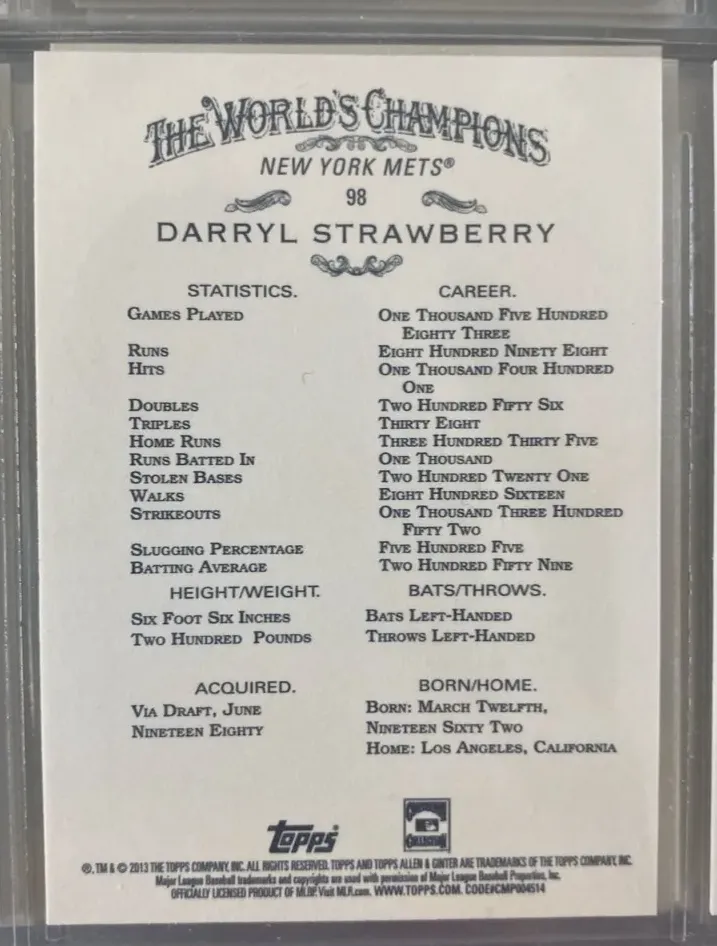 THE WORLD'S CHAMPIONS
NEW YORK METS®
98
DARRYL STRAWBERRY
STATISTICS. CAREER.
GAMES PLAYED ONE THOUSAND FIVE HUNDRED
EIGHTY THREE
RUNS EIGHT HUNDRED NINETY EIGHT
HITS ONE THOUSAND FOUR HUNDRED
ONE
DOUBLES TWO HUNDRED FIFTY SIX
TRIPLES THIRTY EIGHT
HOME RUNS THREE HUNDRED THIRTY FIVE
RUNS BATTED IN ONE THOUSAND
STOLEN BASES TWO HUNDRED TWENTY ONE
WALKS EIGHT HUNDRED SIXTEEN
STRIKEOUTS ONE THOUSAND THREE HUNDRED
FIFTY TWO
SLUGGING PERCENTAGE FIVE HUNDRED FIVE
BATTING AVERAGE TWO HUNDRED FIFTY NINE
HEIGHT/WEIGHT. BATS/THROWS.
SIX FOOT SIX INCHES BATS LEFT-HANDED
TWO HUNDRED POUNDS THROWS LEFT-HANDED
ACQUIRED. BORN/HOME.
VIA DRAFT, JUNE BORN: MARCH TWELFTH,
NINETEEN EIGHTY NINETEEN SIXTY TWO
HOME: LOS ANGELES, CALIFORNIA
topps
COLLECTION
®, TM & © 2013 THE TOPPS COMPANY, INC. ALL RIGHTS RESERVED. TOPPS AND TOPPS ALLEN & GINTER ARE TRADEMARKS OF THE TOPPS COMPANY, INC.
Major League Baseball trademarks and copyrights are used with permission of Major League Baseball Properties, Inc.
OFFICIALLY LICENSED PRODUCT OF MLBP. Visit MLB.com. WWW.TOPPS.COM. CODE#CMP004514